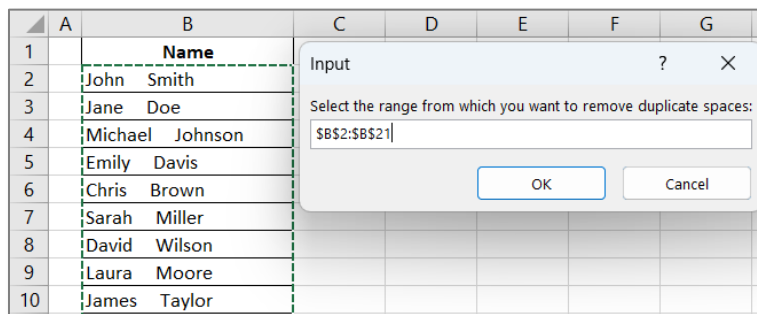 A B C D E F G
1 Name
2 John    Smith
3 Jane    Doe
4 Michael    Johnson
5 Emily    Davis
6 Chris    Brown
7 Sarah    Miller
8 David    Wilson
9 Laura    Moore
10 James    Taylor
Input ? ×
Select the range from which you want to remove duplicate spaces:
$B$2:$B$21
OK Cancel